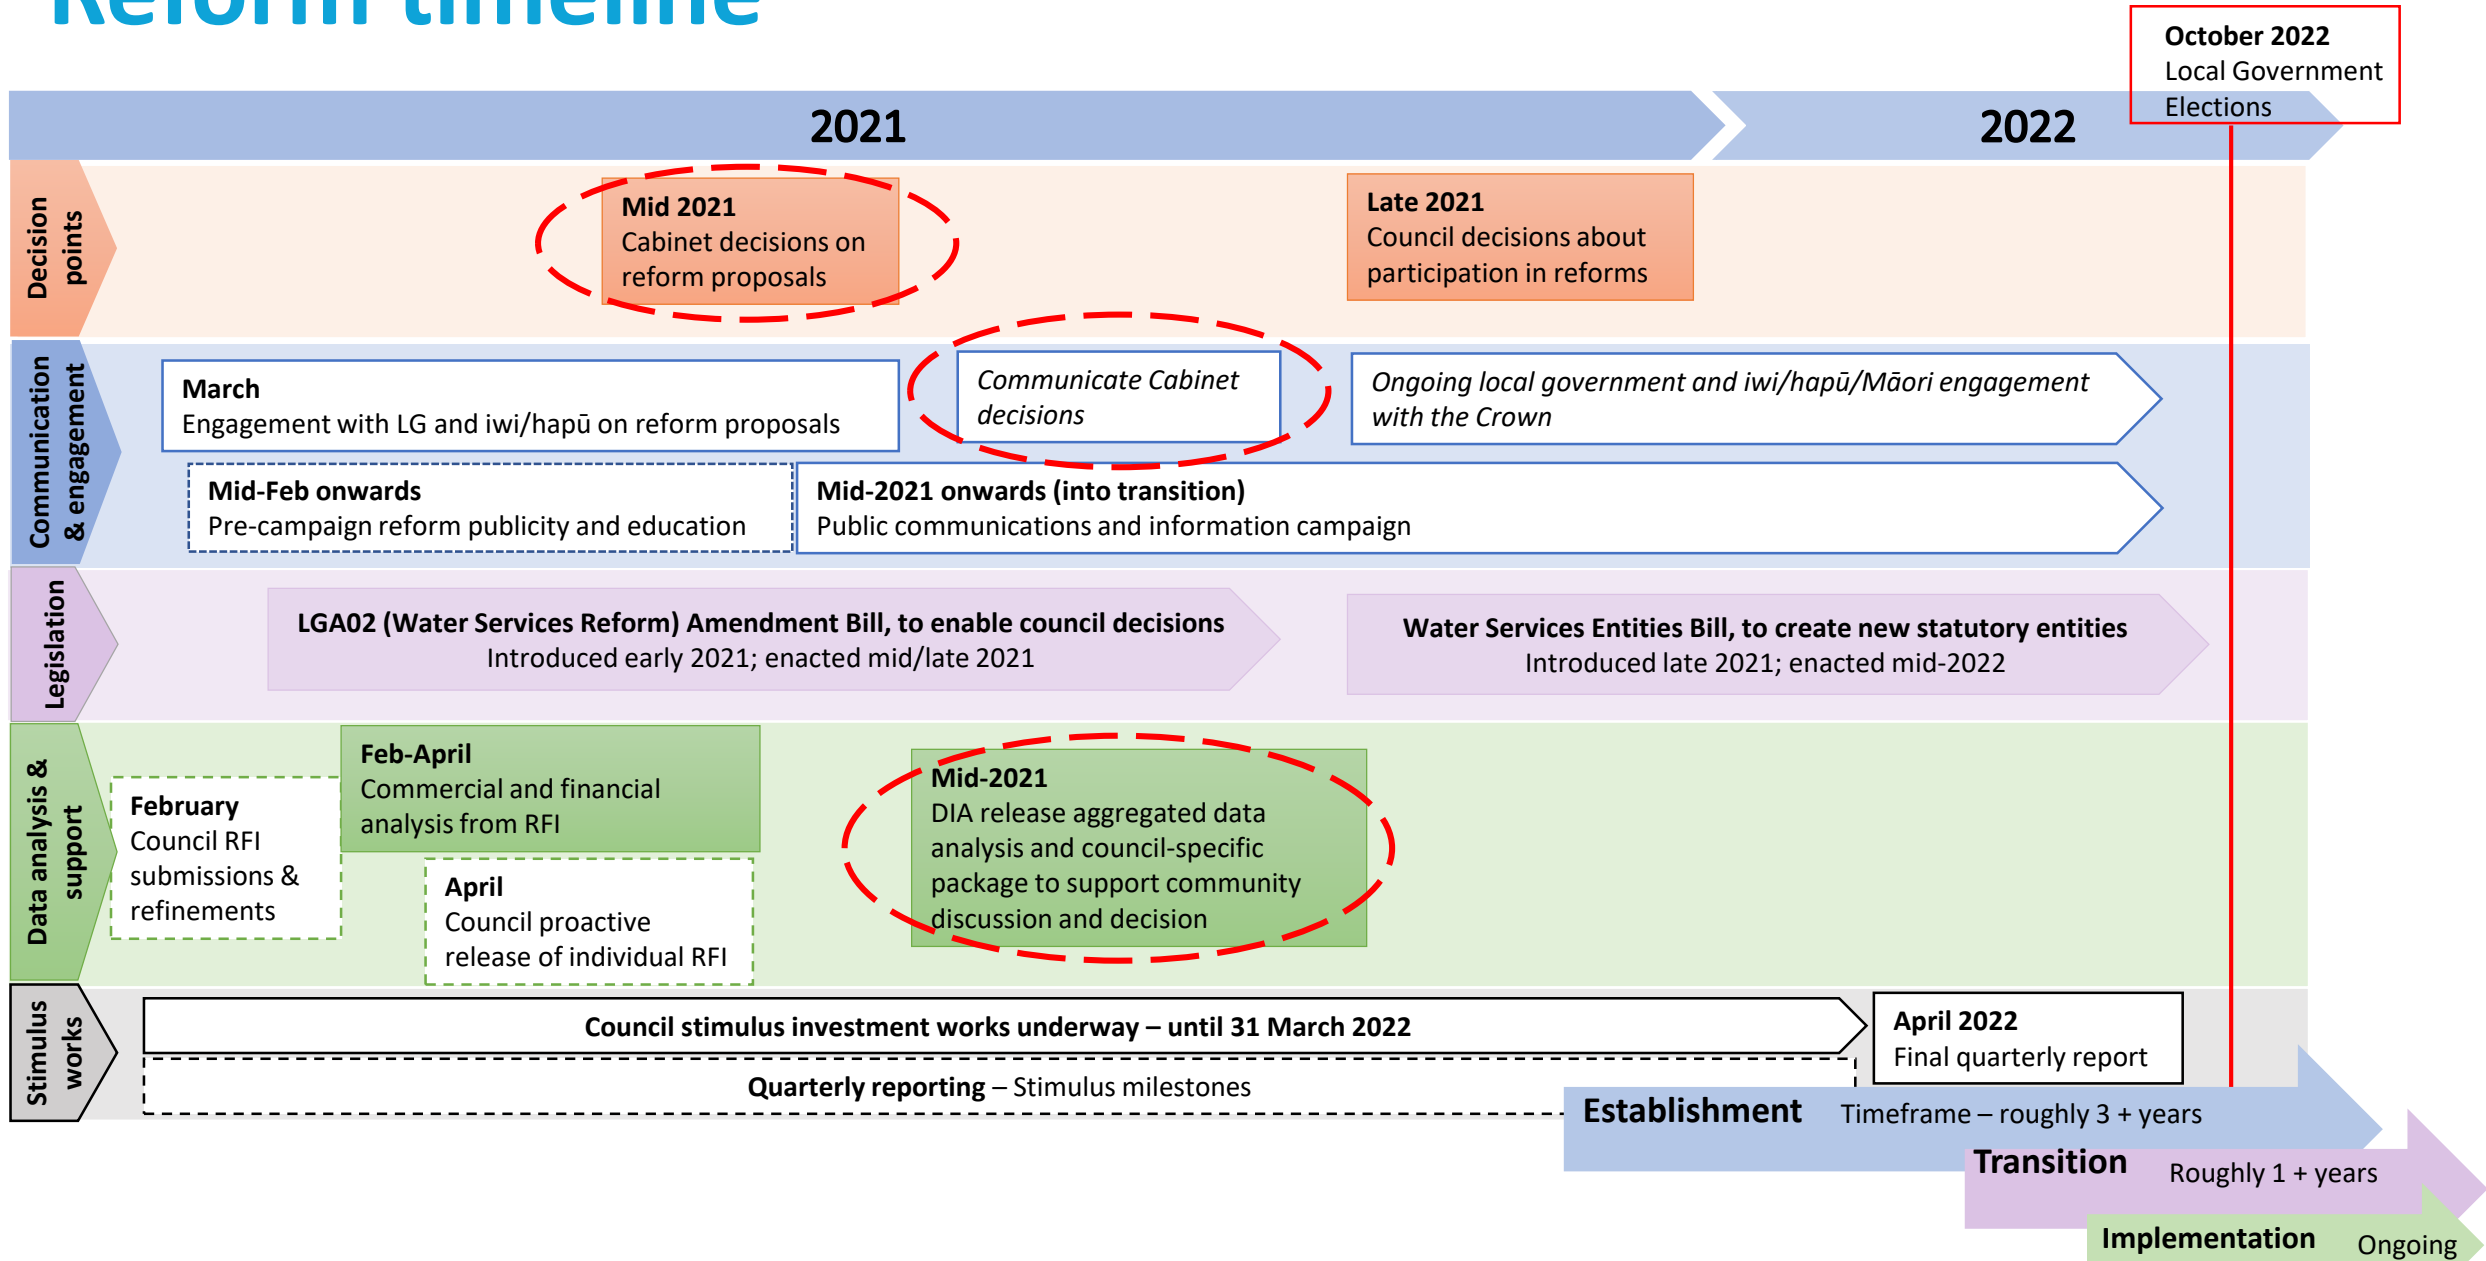 Reform timeline
October 2022
Local Government
Elections
2021
2022
Decision
points
Mid 2021
Cabinet decisions on
reform proposals
Late 2021
Council decisions about
participation in reforms
Communication
& engagement
March
Engagement with LG and iwi/hapū on reform proposals
Communicate Cabinet
decisions
Ongoing local government and iwi/hapū/Māori engagement
with the Crown
Mid-Feb onwards
Pre-campaign reform publicity and education
Mid-2021 onwards (into transition)
Public communications and information campaign
Legislation
LGA02 (Water Services Reform) Amendment Bill, to enable council decisions
Introduced early 2021; enacted mid/late 2021
Water Services Entities Bill, to create new statutory entities
Introduced late 2021; enacted mid-2022
Data analysis &
support
February
Council RFI
submissions &
refinements
Feb-April
Commercial and financial
analysis from RFI
April
Council proactive
release of individual RFI
Mid-2021
DIA release aggregated data
analysis and council-specific
package to support community
discussion and decision
Stimulus
works
Council stimulus investment works underway – until 31 March 2022
Quarterly reporting – Stimulus milestones
April 2022
Final quarterly report
Establishment Timeframe – roughly 3 + years
Transition Roughly 1 + years
Implementation Ongoing